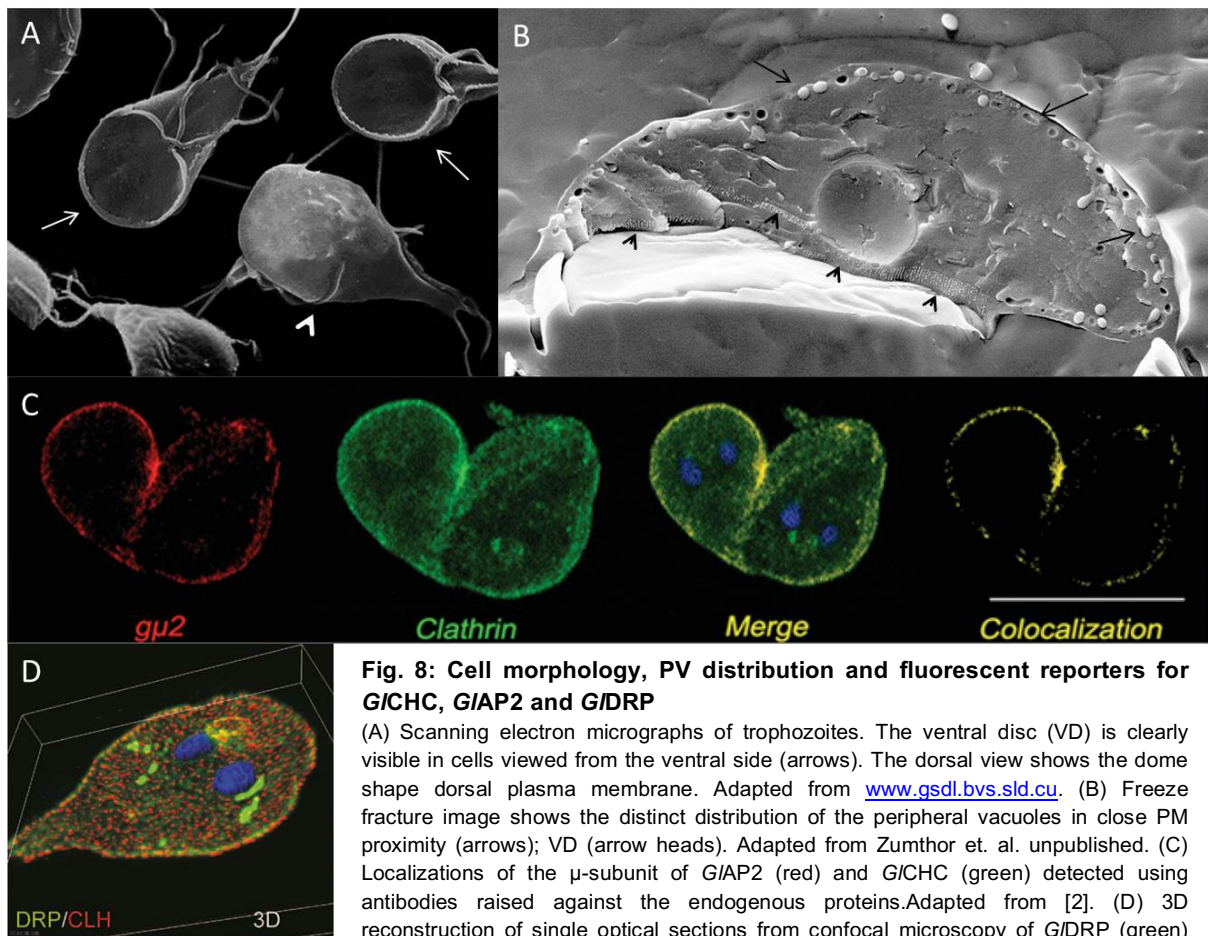 A
B
C
gμ2
Clathrin
Merge
Colocalization
D
DRP/CLH
3D
Fig. 8: Cell morphology, PV distribution and fluorescent reporters for
GlCHC, GlAP2 and GlDRP
(A) Scanning electron micrographs of trophozoites. The ventral disc (VD) is clearly
visible in cells viewed from the ventral side (arrows). The dorsal view shows the dome
shape dorsal plasma membrane. Adapted from www.gsdl.bvs.sld.cu. (B) Freeze
fracture image shows the distinct distribution of the peripheral vacuoles in close PM
proximity (arrows); VD (arrow heads). Adapted from Zumthor et. al. unpublished. (C)
Localizations of the μ-subunit of GlAP2 (red) and GlCHC (green) detected using
antibodies raised against the endogenous proteins.Adapted from [2]. (D) 3D
reconstruction of single optical sections from confocal microscopy of GlDRP (green)